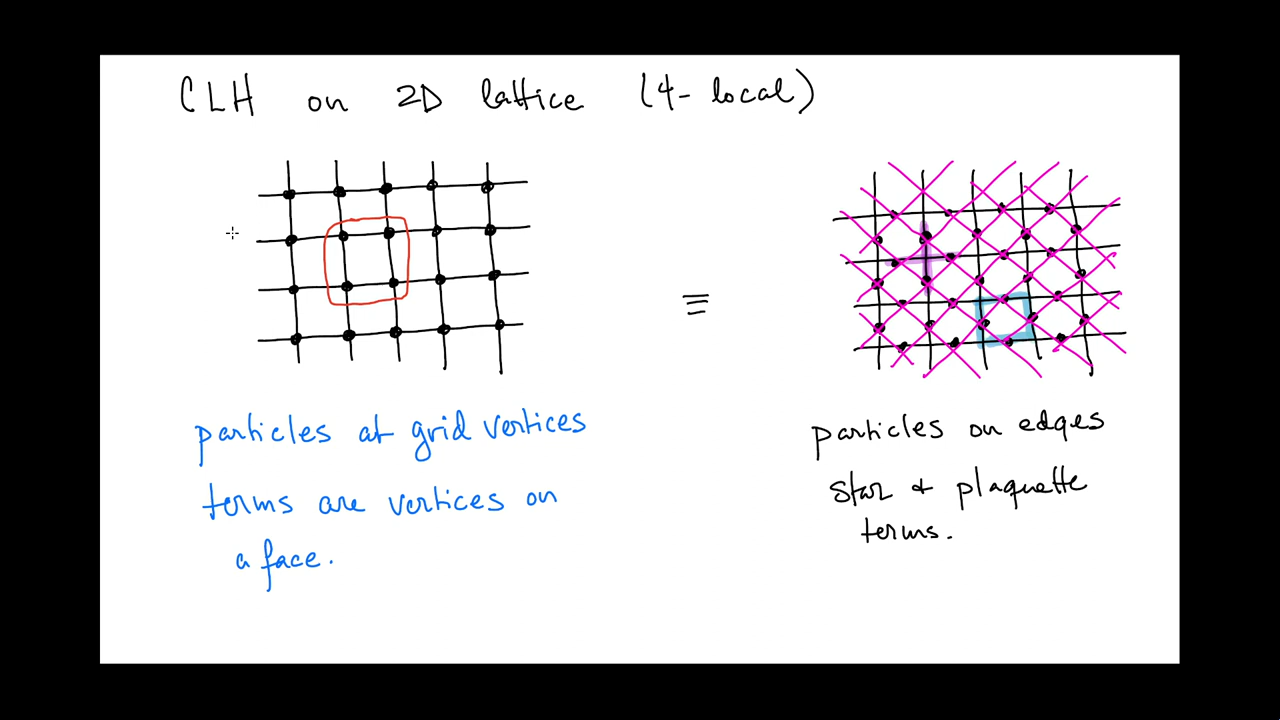 CLH on 2D lattice (4-local)
≡
particles at grid vertices
terms are vertices on
a face.
particles on edges
star + plaquette
terms.